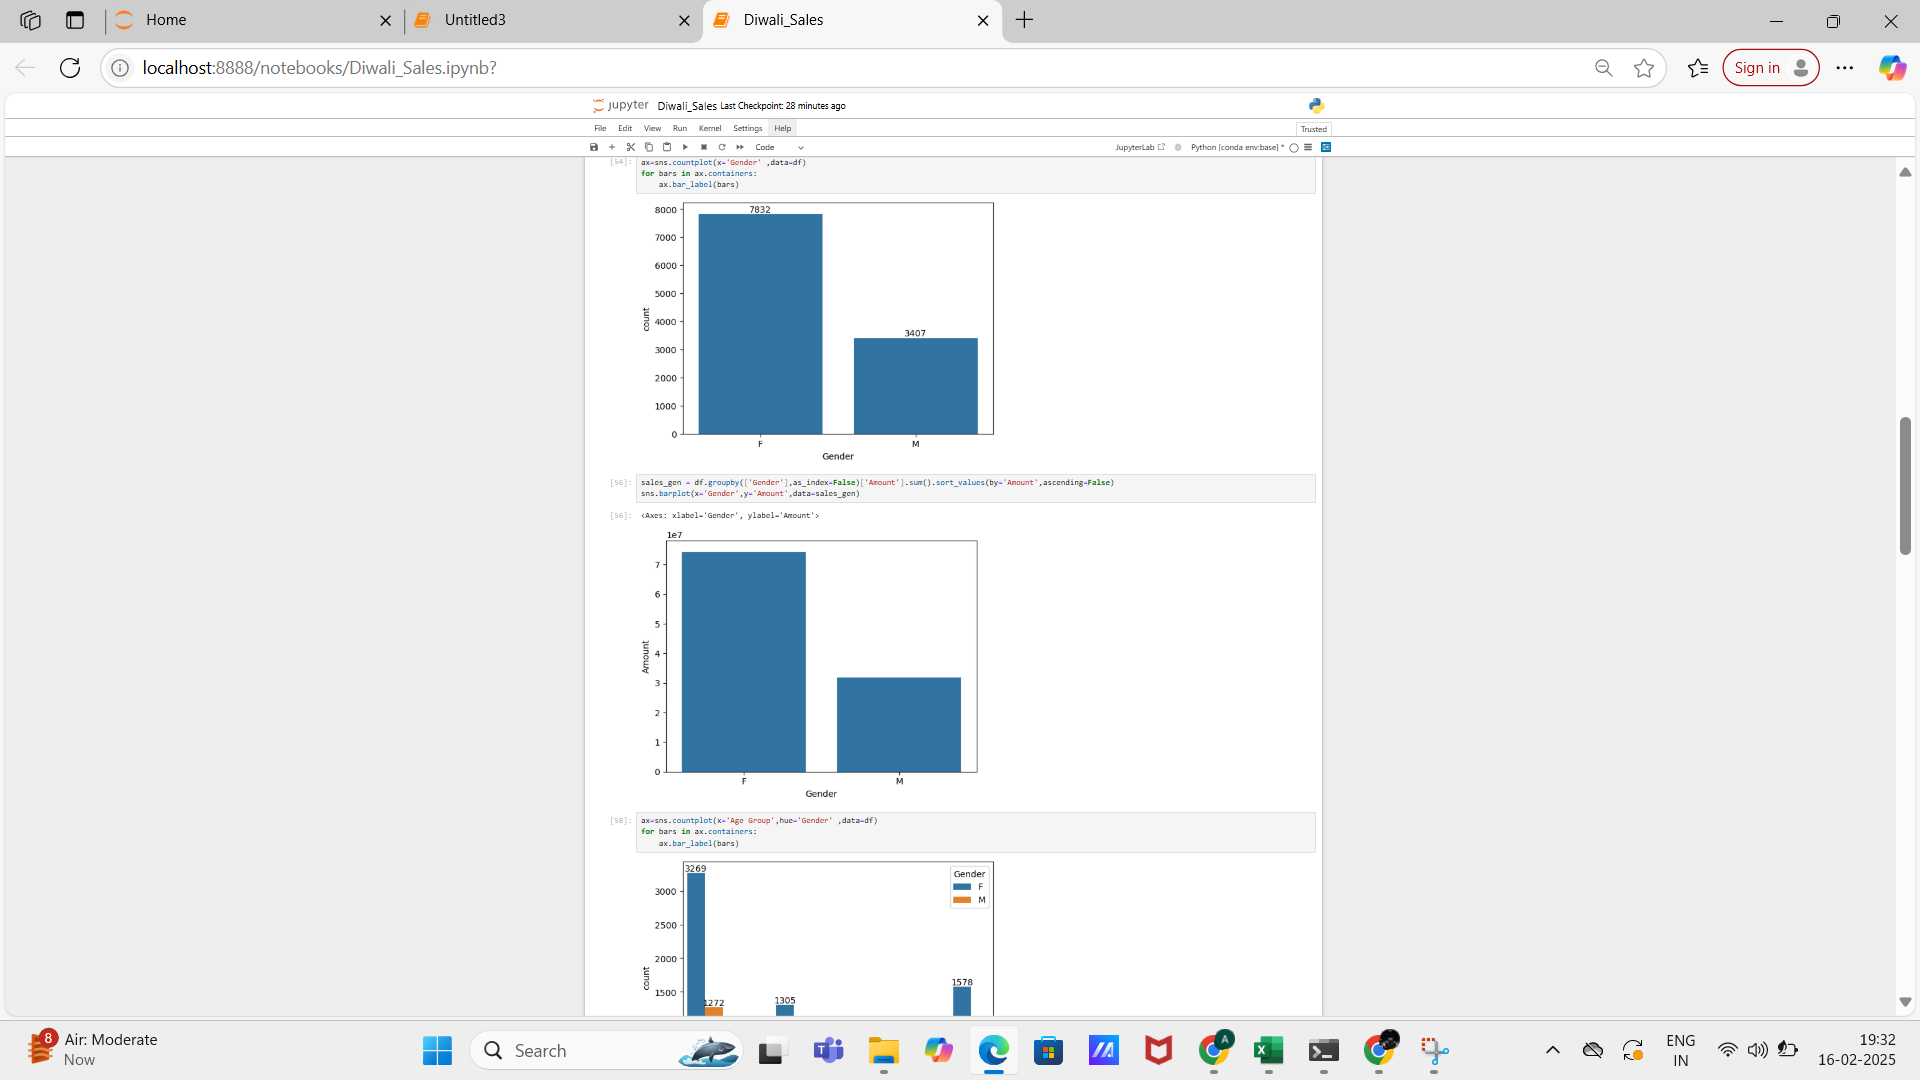 Home
Untitled3
Diwali_Sales
localhost:8888/notebooks/Diwali_Sales.ipynb?
Sign in
jupyter Diwali_Sales Last Checkpoint: 28 minutes ago
File Edit View Run Kernel Settings Help
Trusted
Code
JupyterLab
Python [conda env:base] *
[54]: ax=sns.countplot(x='Gender' ,data=df)
for bars in ax.containers:
ax.bar_label(bars)
8000
7832
7000
6000
5000
4000
3407
3000
2000
1000
0
count
F M
Gender
[56]: sales_gen = df.groupby(['Gender'],as_index=False)['Amount'].sum().sort_values(by='Amount',ascending=False)
sns.barplot(x='Gender',y='Amount',data=sales_gen)
[56]: <Axes: xlabel='Gender', ylabel='Amount'>
1e7
7
6
5
4
3
2
1
0
Amount
F M
Gender
[58]: ax=sns.countplot(x='Age Group',hue='Gender' ,data=df)
for bars in ax.containers:
ax.bar_label(bars)
3269
Gender
F
M
3000
2500
2000
1500
count
1272
1305
1578
8
Air: Moderate
Now
Search
A
ENG
IN
19:32
16-02-2025